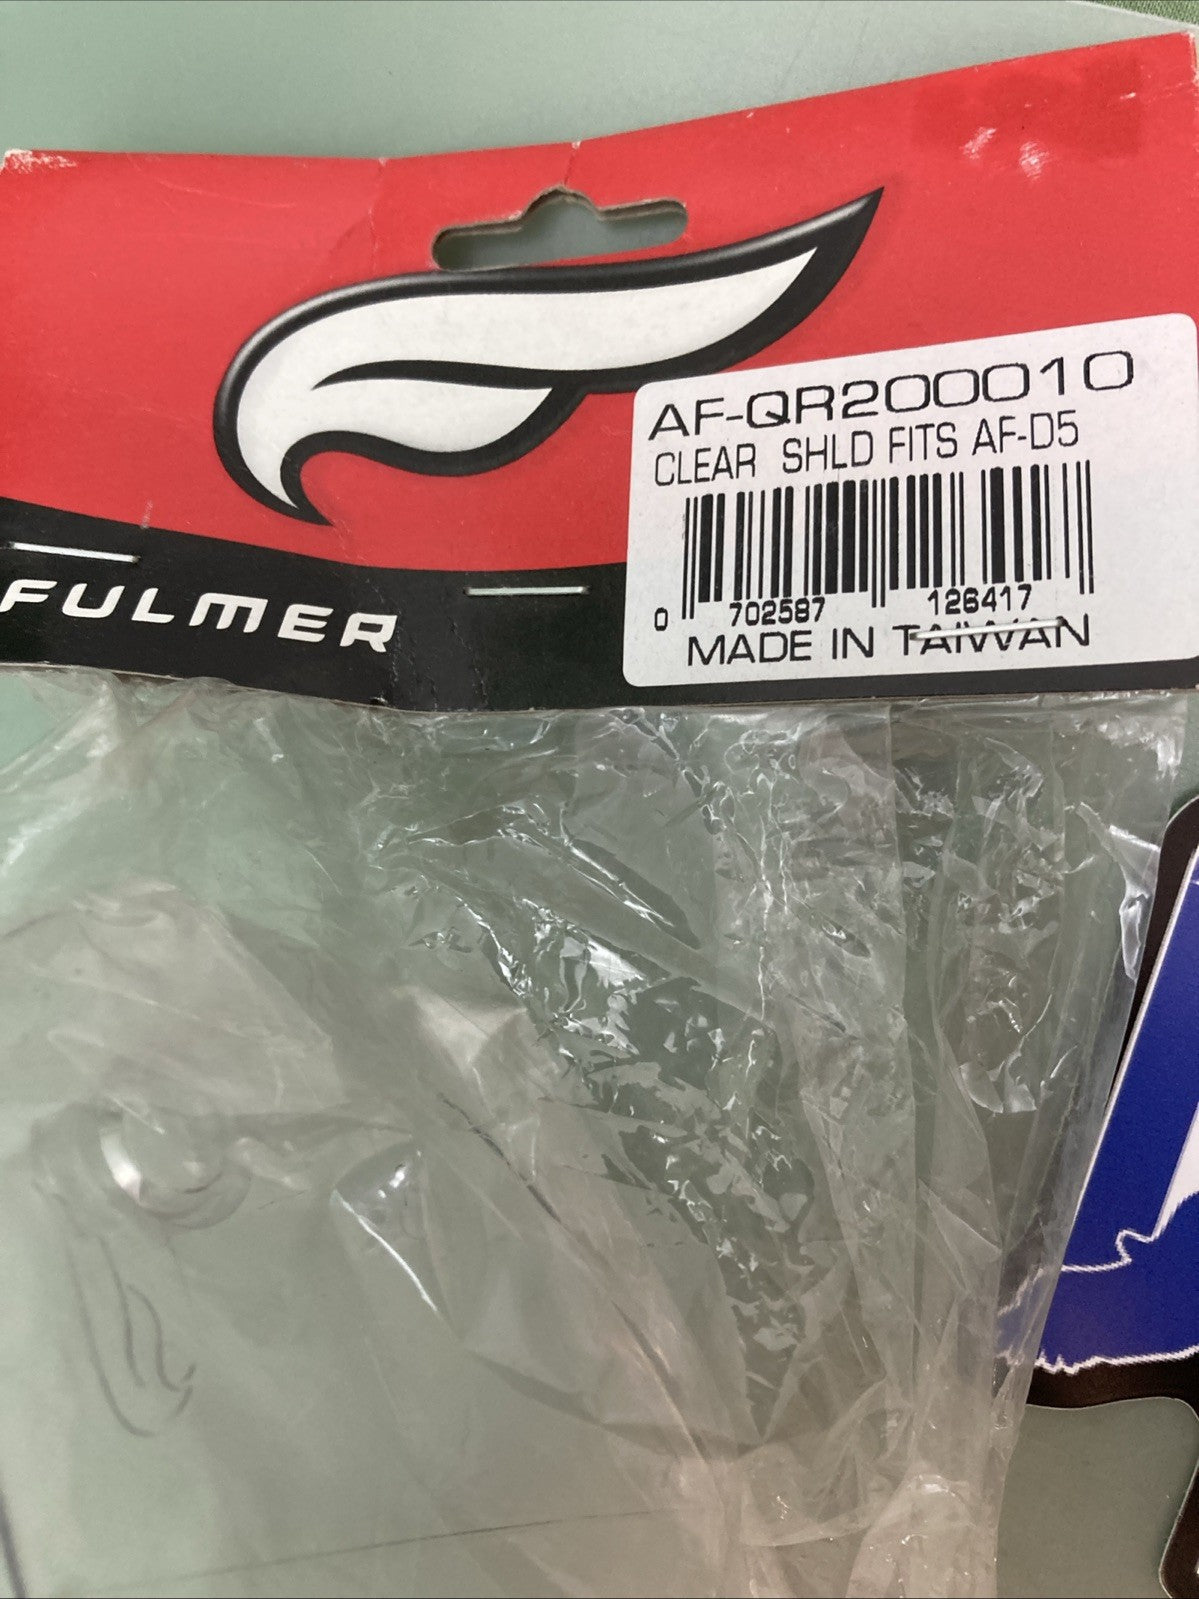 AF-QR200010
CLEAR SHLD FITS AF-D5
0 702587 126417
MADE IN TAIWAN
FULMER